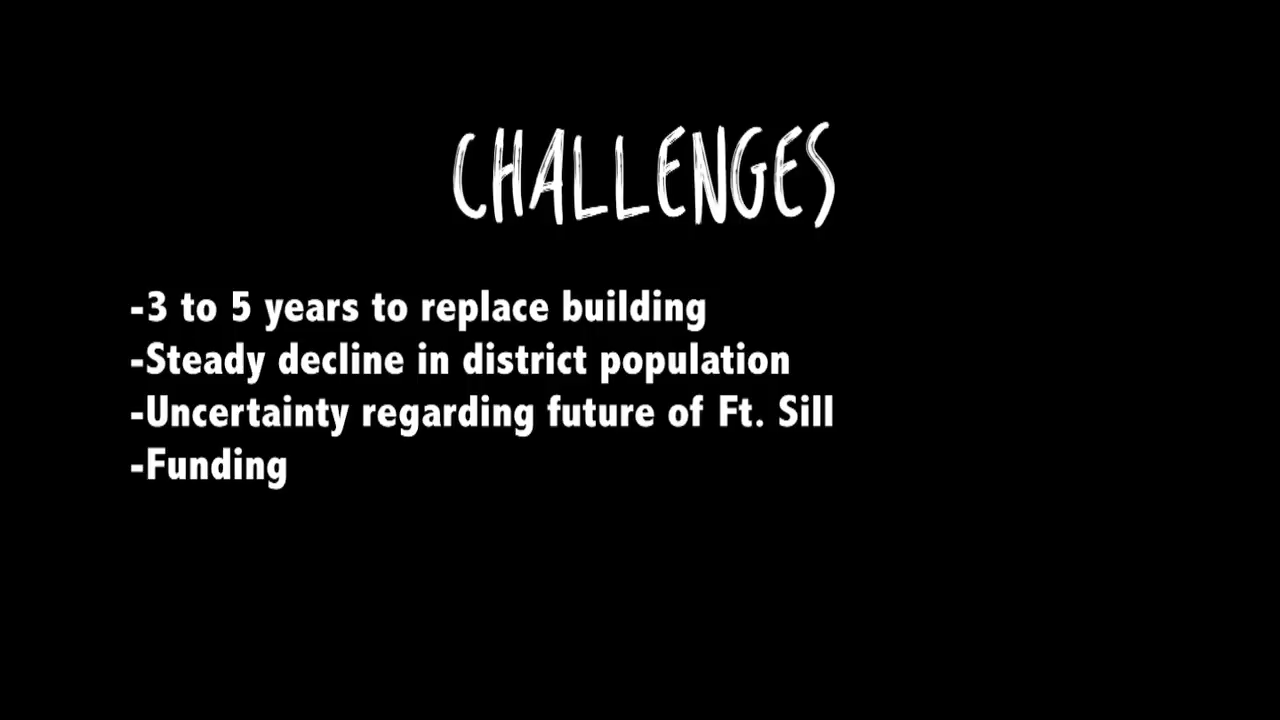 CHALLENGES
-3 to 5 years to replace building
-Steady decline in district population
-Uncertainty regarding future of Ft. Sill
-Funding